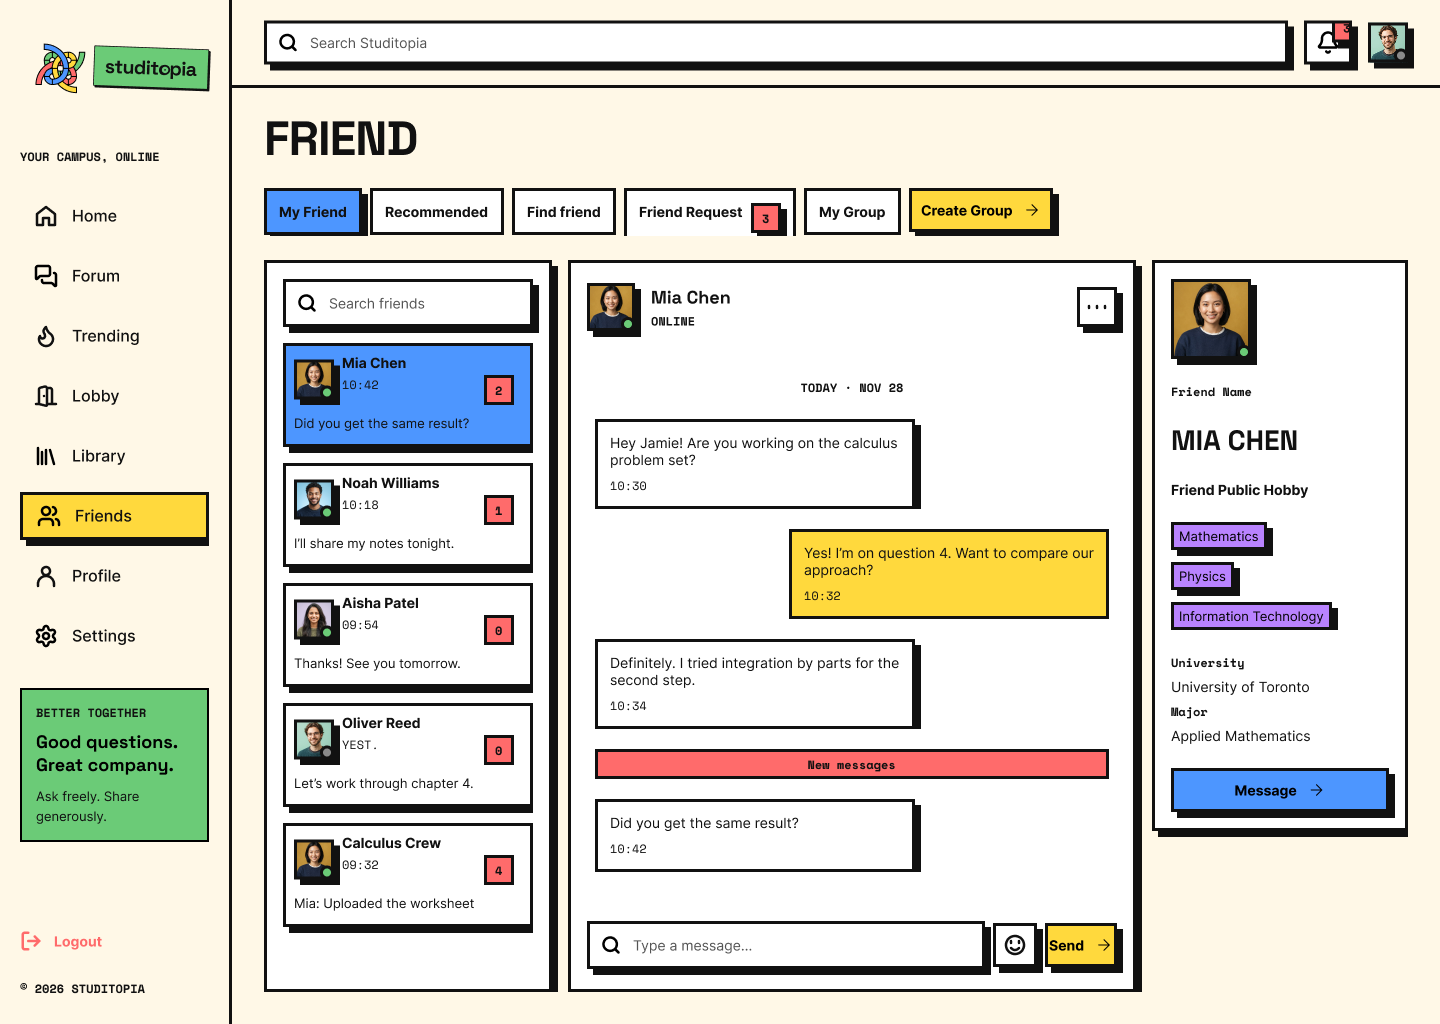 studitopia
YOUR CAMPUS, ONLINE
Home
Forum
Trending
Lobby
Library
Friends
Profile
Settings
BETTER TOGETHER
Good questions.
Great company.
Ask freely. Share
generously.
Logout
© 2026 STUDITOPIA
Search Studitopia
3
FRIEND
My Friend
Recommended
Find friend
Friend Request 3
My Group
Create Group
Search friends
Mia Chen
10:42
2
Did you get the same result?
Noah Williams
10:18
1
I'll share my notes tonight.
Aisha Patel
09:54
0
Thanks! See you tomorrow.
Oliver Reed
YEST.
0
Let's work through chapter 4.
Calculus Crew
09:32
4
Mia: Uploaded the worksheet
Mia Chen
ONLINE
...
TODAY · NOV 28
Hey Jamie! Are you working on the calculus
problem set?
10:30
Yes! I'm on question 4. Want to compare our
approach?
10:32
Definitely. I tried integration by parts for the
second step.
10:34
New messages
Did you get the same result?
10:42
Type a message...
Send
Friend Name
MIA CHEN
Friend Public Hobby
Mathematics
Physics
Information Technology
University
University of Toronto
Major
Applied Mathematics
Message